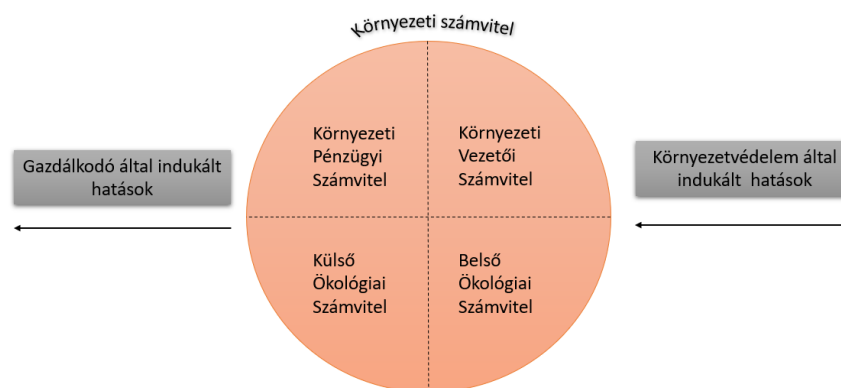 Környezeti számvitel
Környezeti
Pénzügyi
Számvitel
Környezeti
Vezetői
Számvitel
Gazdálkodó által indukált
hatások
Környezetvédelem által
indukált hatások
Külső
Ökológiai
Számvitel
Belső
Ökológiai
Számvitel